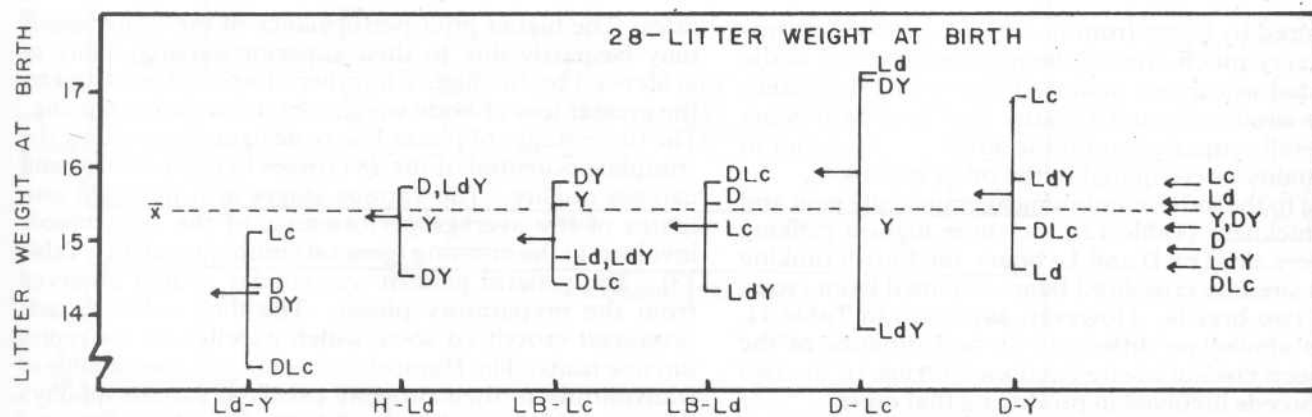 28-LITTER WEIGHT AT BIRTH
LITTER WEIGHT AT BIRTH
17
16
x̄
15
14
Lc
D
DY
DLc
D,LdY
Y
DY
DY
Y
Ld,LdY
DLc
DLc
D
Lc
LdY
Ld
DY
LdY
Lc
LdY
DLc
Ld
Lc
Ld
Y,DY
D
LdY
DLc
Ld-Y
H-Ld
LB-Lc
LB-Ld
D-Lc
D-Y